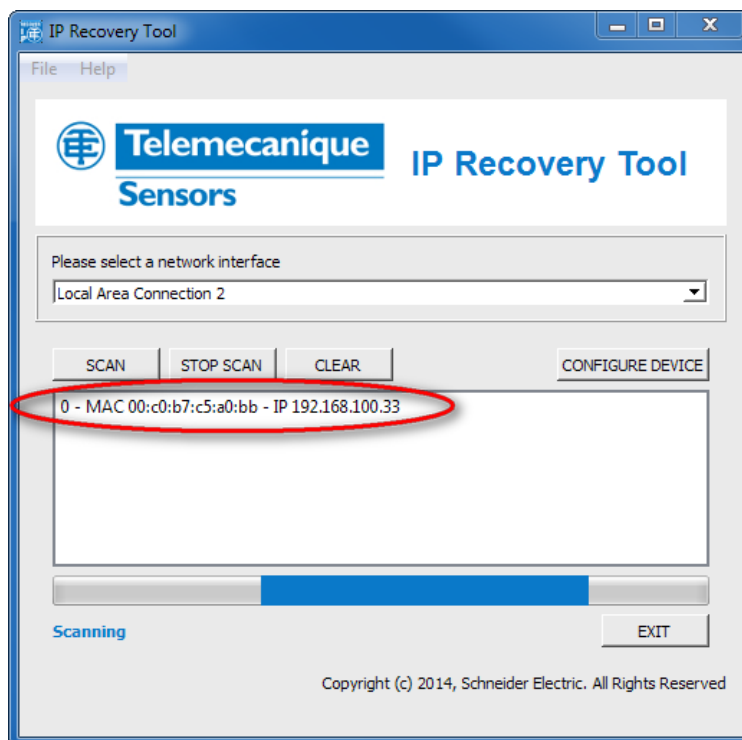 IP Recovery Tool
File Help
Telemecanique
Sensors
IP Recovery Tool
Please select a network interface
Local Area Connection 2
SCAN STOP SCAN CLEAR CONFIGURE DEVICE
0 - MAC 00:c0:b7:c5:a0:bb - IP 192.168.100.33
Scanning
EXIT
Copyright (c) 2014, Schneider Electric. All Rights Reserved